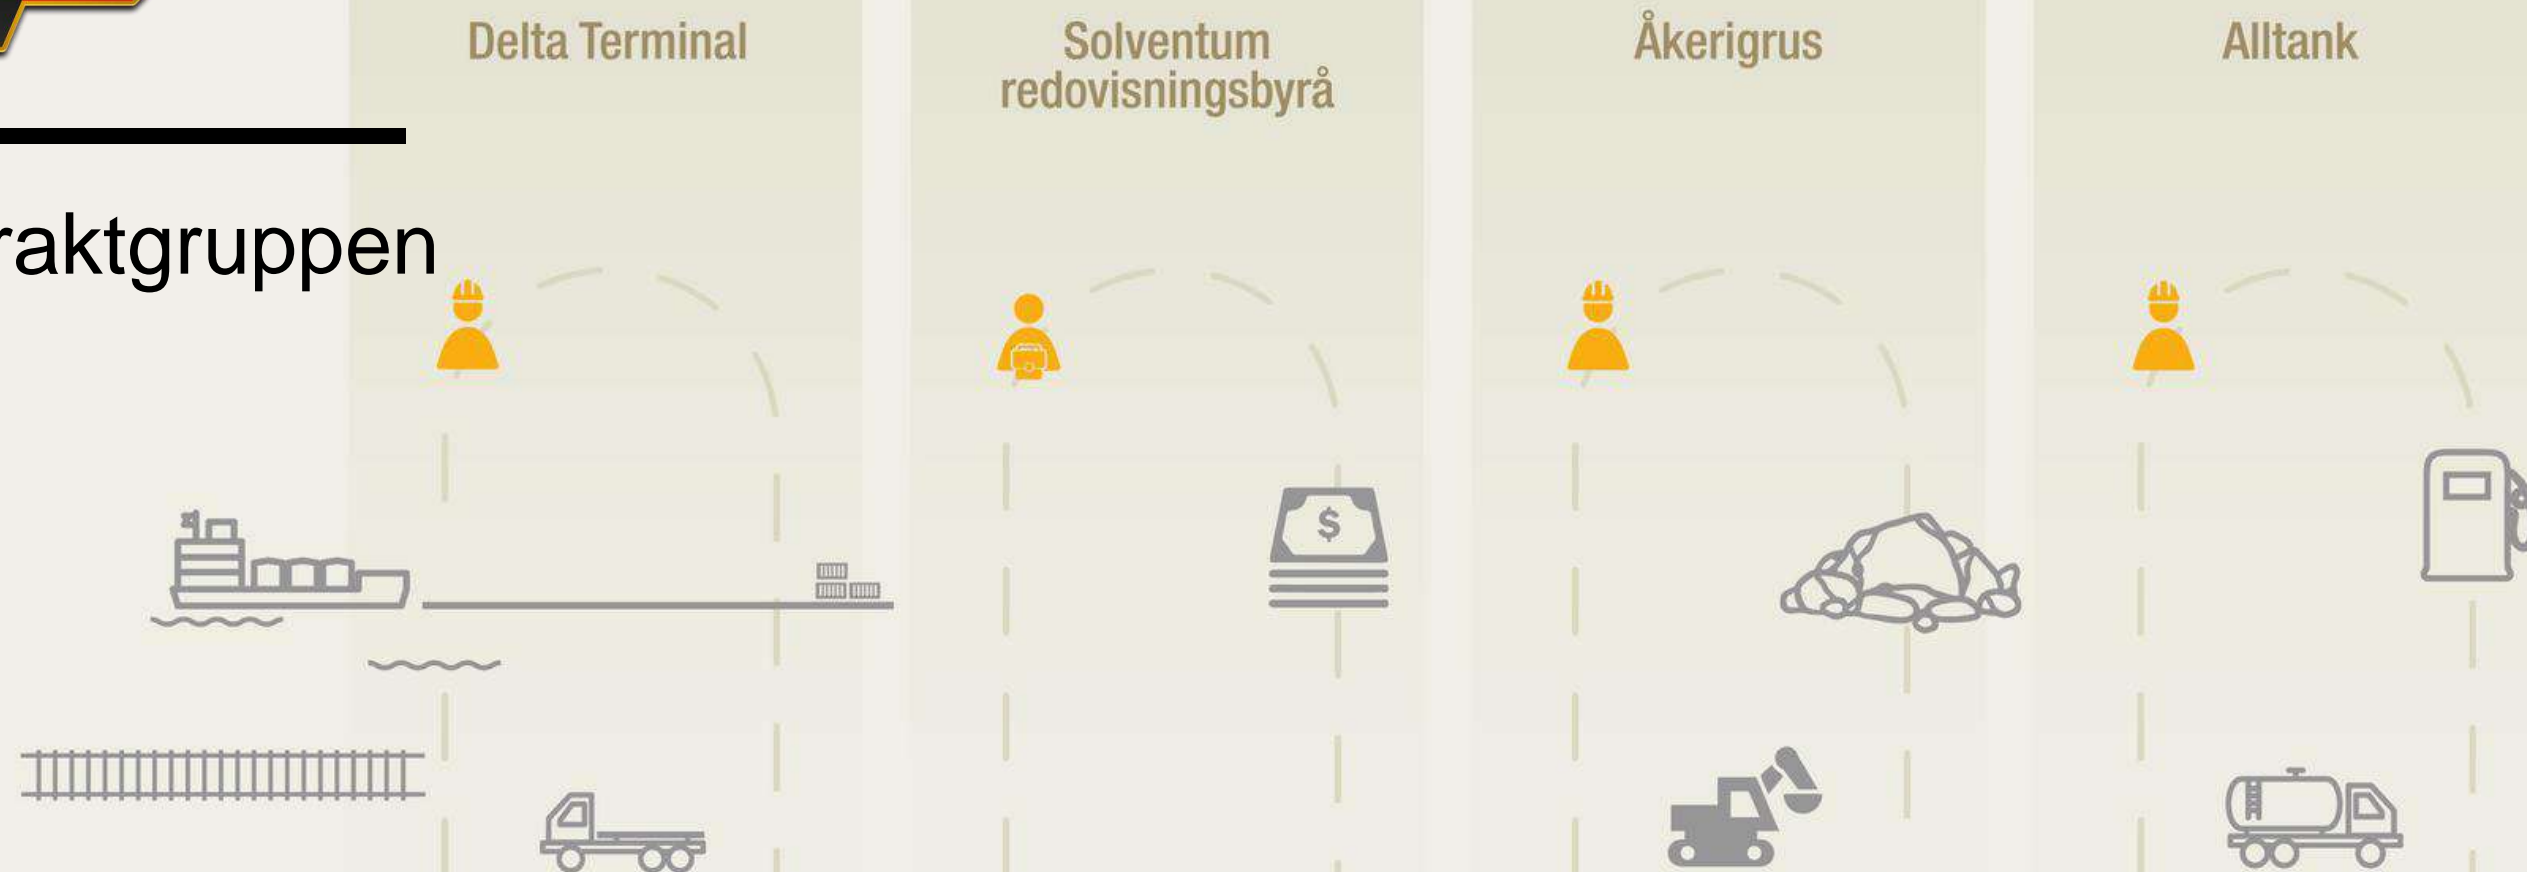 Delta Terminal
Solventum
redovisningsbyrå
Åkerigrus
Alltank
raktgruppen
$